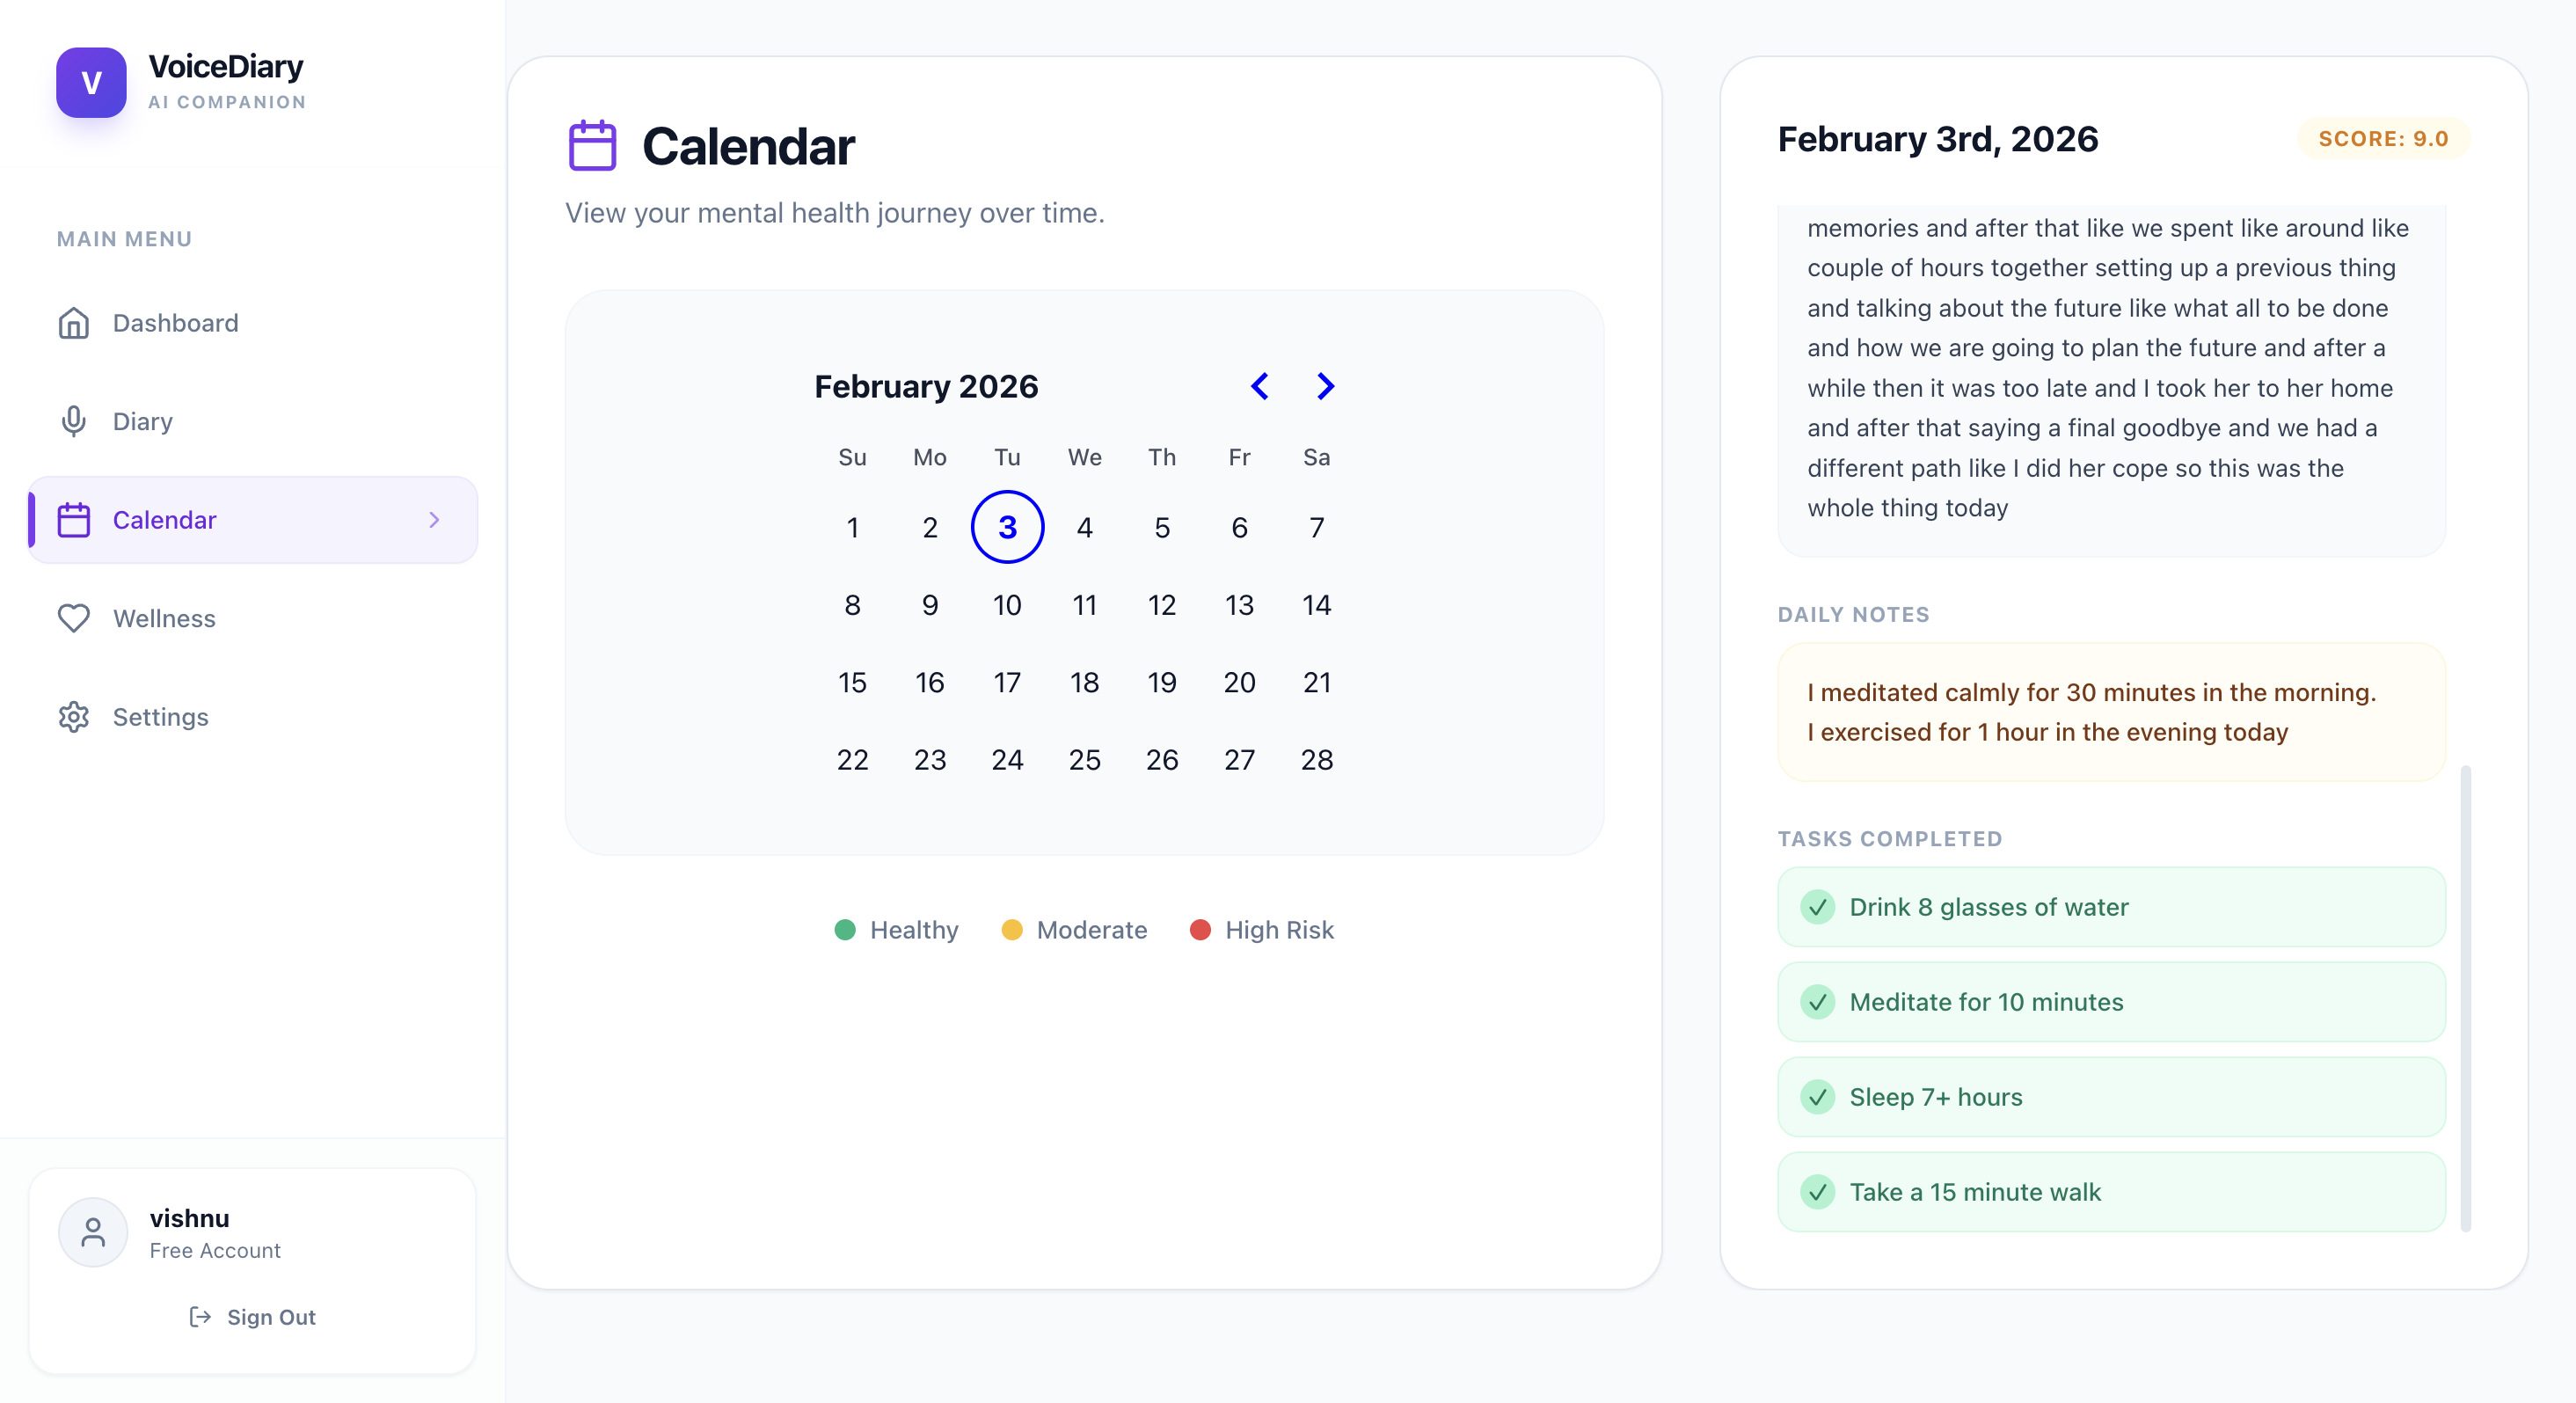 V
VoiceDiary
AI COMPANION
MAIN MENU
Dashboard
Diary
Calendar
Wellness
Settings
vishnu
Free Account
Sign Out
Calendar
View your mental health journey over time.
February 2026
Su Mo Tu We Th Fr Sa
1 2 3 4 5 6 7
8 9 10 11 12 13 14
15 16 17 18 19 20 21
22 23 24 25 26 27 28
Healthy Moderate High Risk
February 3rd, 2026 SCORE: 9.0
memories and after that like we spent like around like
couple of hours together setting up a previous thing
and talking about the future like what all to be done
and how we are going to plan the future and after a
while then it was too late and I took her to her home
and after that saying a final goodbye and we had a
different path like I did her cope so this was the
whole thing today
DAILY NOTES
I meditated calmly for 30 minutes in the morning.
I exercised for 1 hour in the evening today
TASKS COMPLETED
Drink 8 glasses of water
Meditate for 10 minutes
Sleep 7+ hours
Take a 15 minute walk